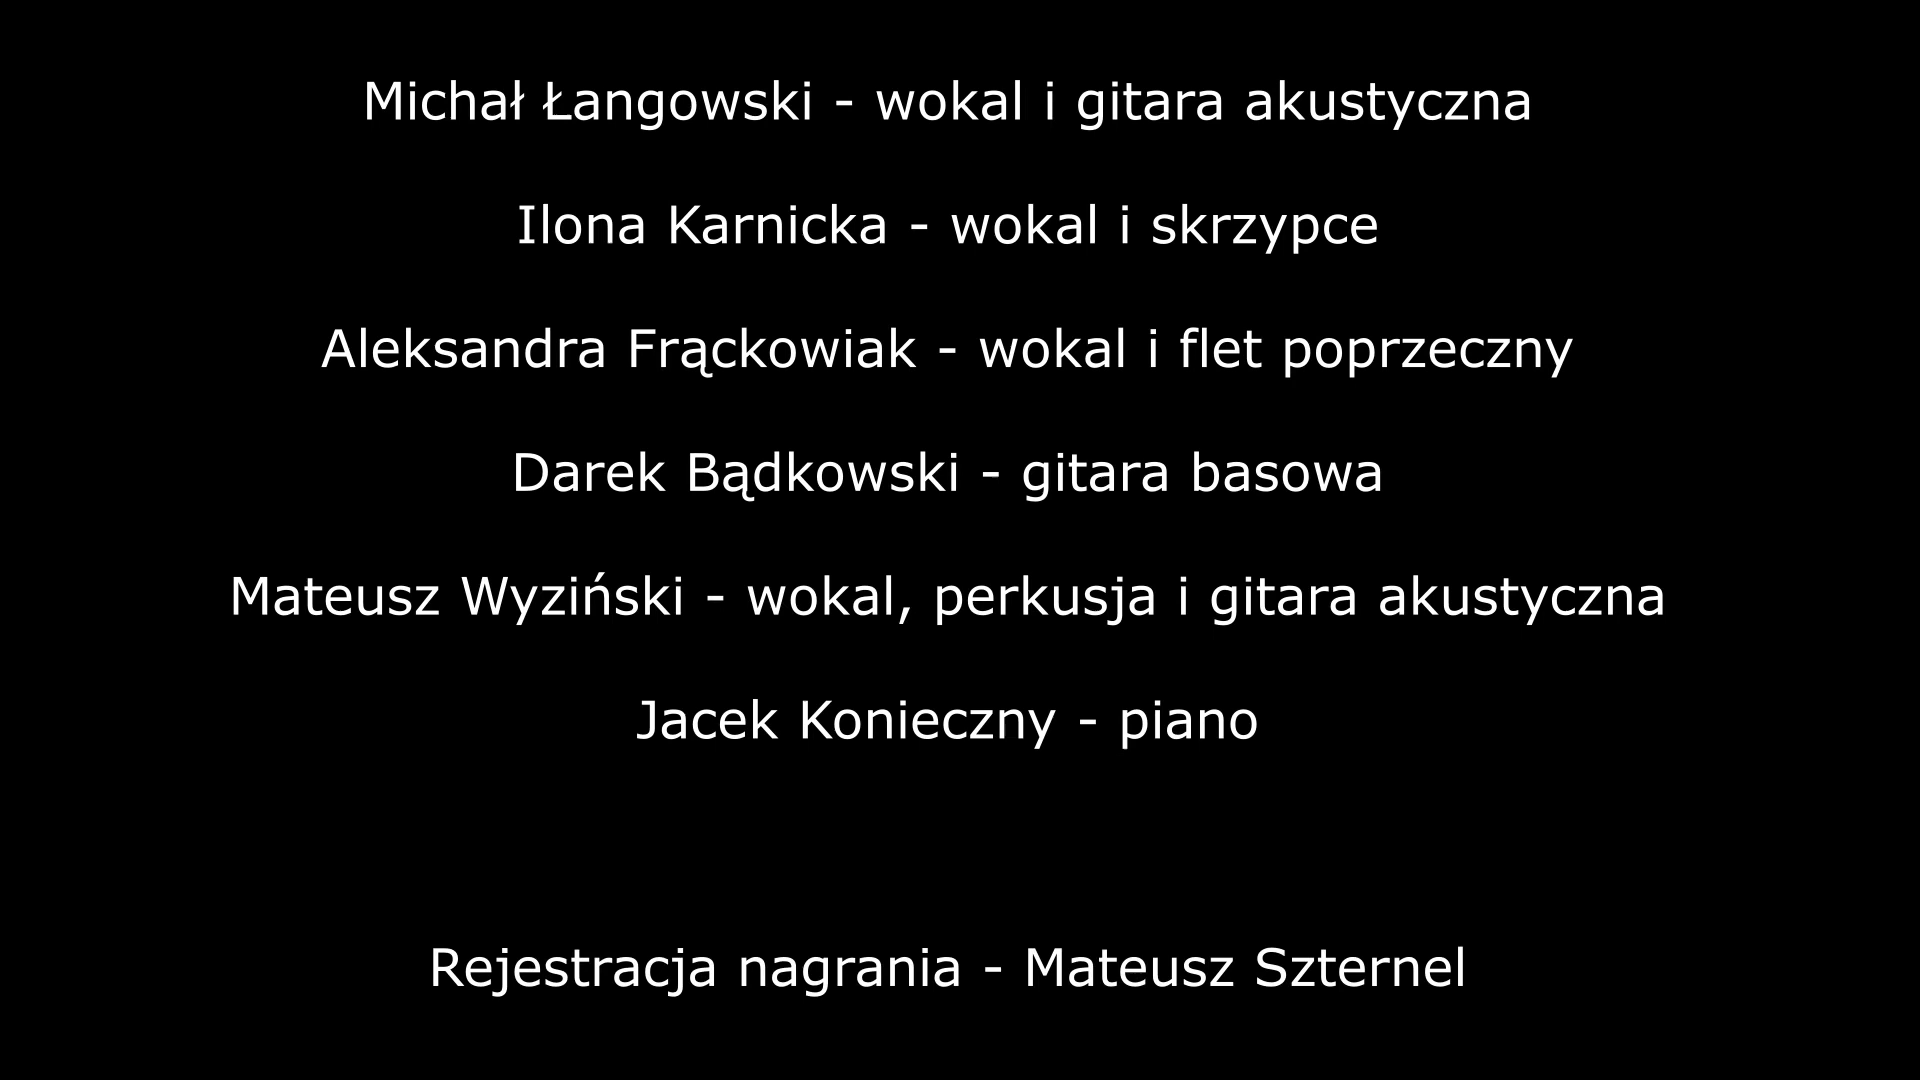 Michał Łangowski - wokal i gitara akustyczna
Ilona Karnicka - wokal i skrzypce
Aleksandra Frąckowiak - wokal i flet poprzeczny
Darek Bądkowski - gitara basowa
Mateusz Wyziński - wokal, perkusja i gitara akustyczna
Jacek Konieczny - piano
Rejestracja nagrania - Mateusz Szternel